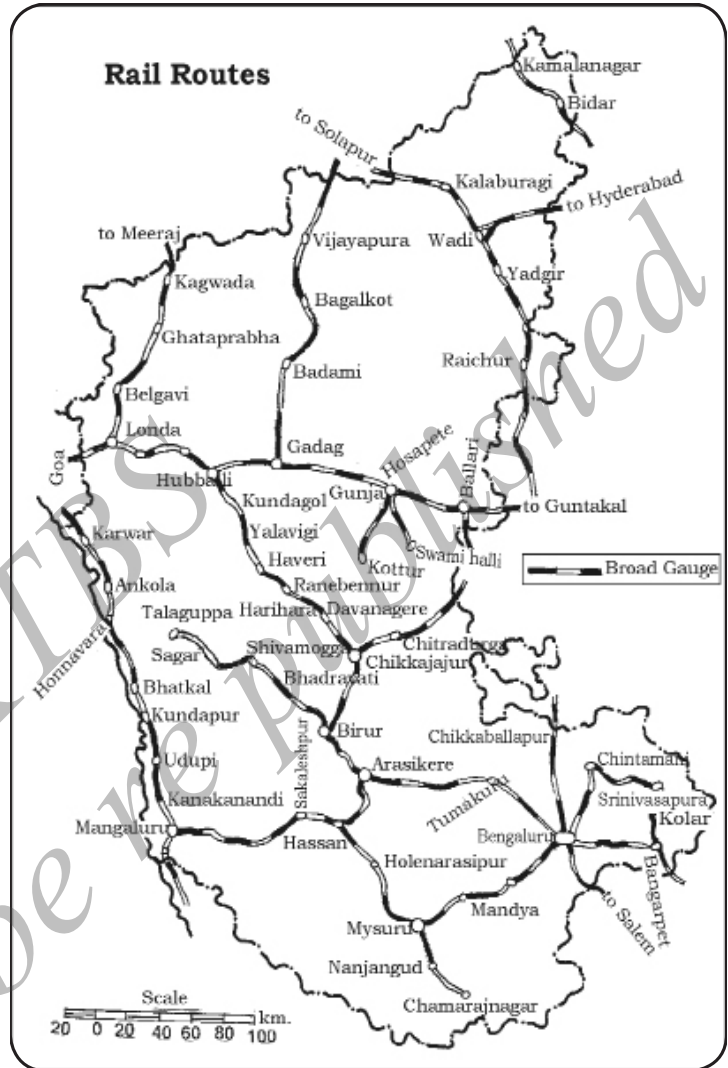 Rail Routes
Kamalanagar
Bidar
to Solapur
Kalaburagi
to Hyderabad
to Meeraj
Vijayapura
Wadi
Kagwada
Yadgir
Bagalkot
Ghataprabha
Raichur
Badami
Belgavi
Londa
Goa
Gadag
Hosapete
Ballari
Hubballi
Gunja
Kundagol
to Guntakal
Yalavigi
Karwar
Swami halli
Haveri
Kottur
Broad Gauge
Ankola
Ranebennur
Talaguppa
Harihara
Davanagere
Honnavara
Sagar
Shivamogga
Chitradurga
Chikkajajur
Bhadravati
Bhatkal
Kundapur
Birur
Chikkaballapur
Sakaleshpur
Udupi
Arasikere
Chintamani
Kanakanandi
Tumakuru
Srinivasapura
Mangaluru
Kolar
Hassan
Bengaluru
Holenarasipur
Bangarpet
Mandya
to Salem
Mysuru
Nanjangud
Chamarajnagar
Scale
km.
20 0 20 40 60 80 100
TBS
be re published